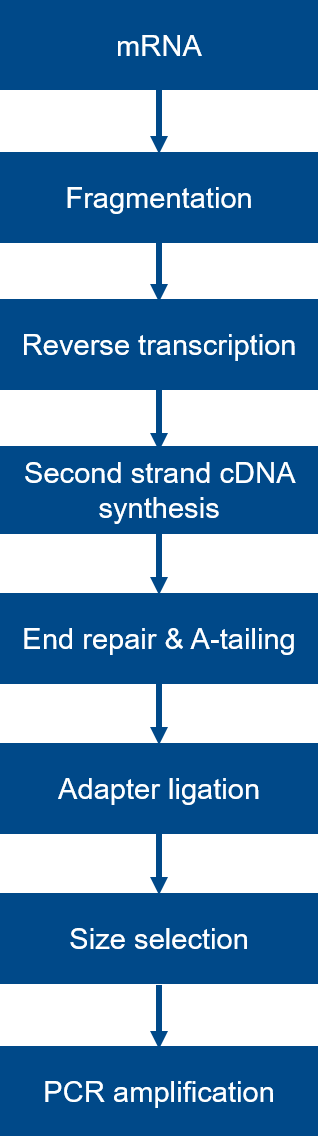 mRNA
Fragmentation
Reverse transcription
Second strand cDNA
synthesis
End repair & A-tailing
Adapter ligation
Size selection
PCR amplification